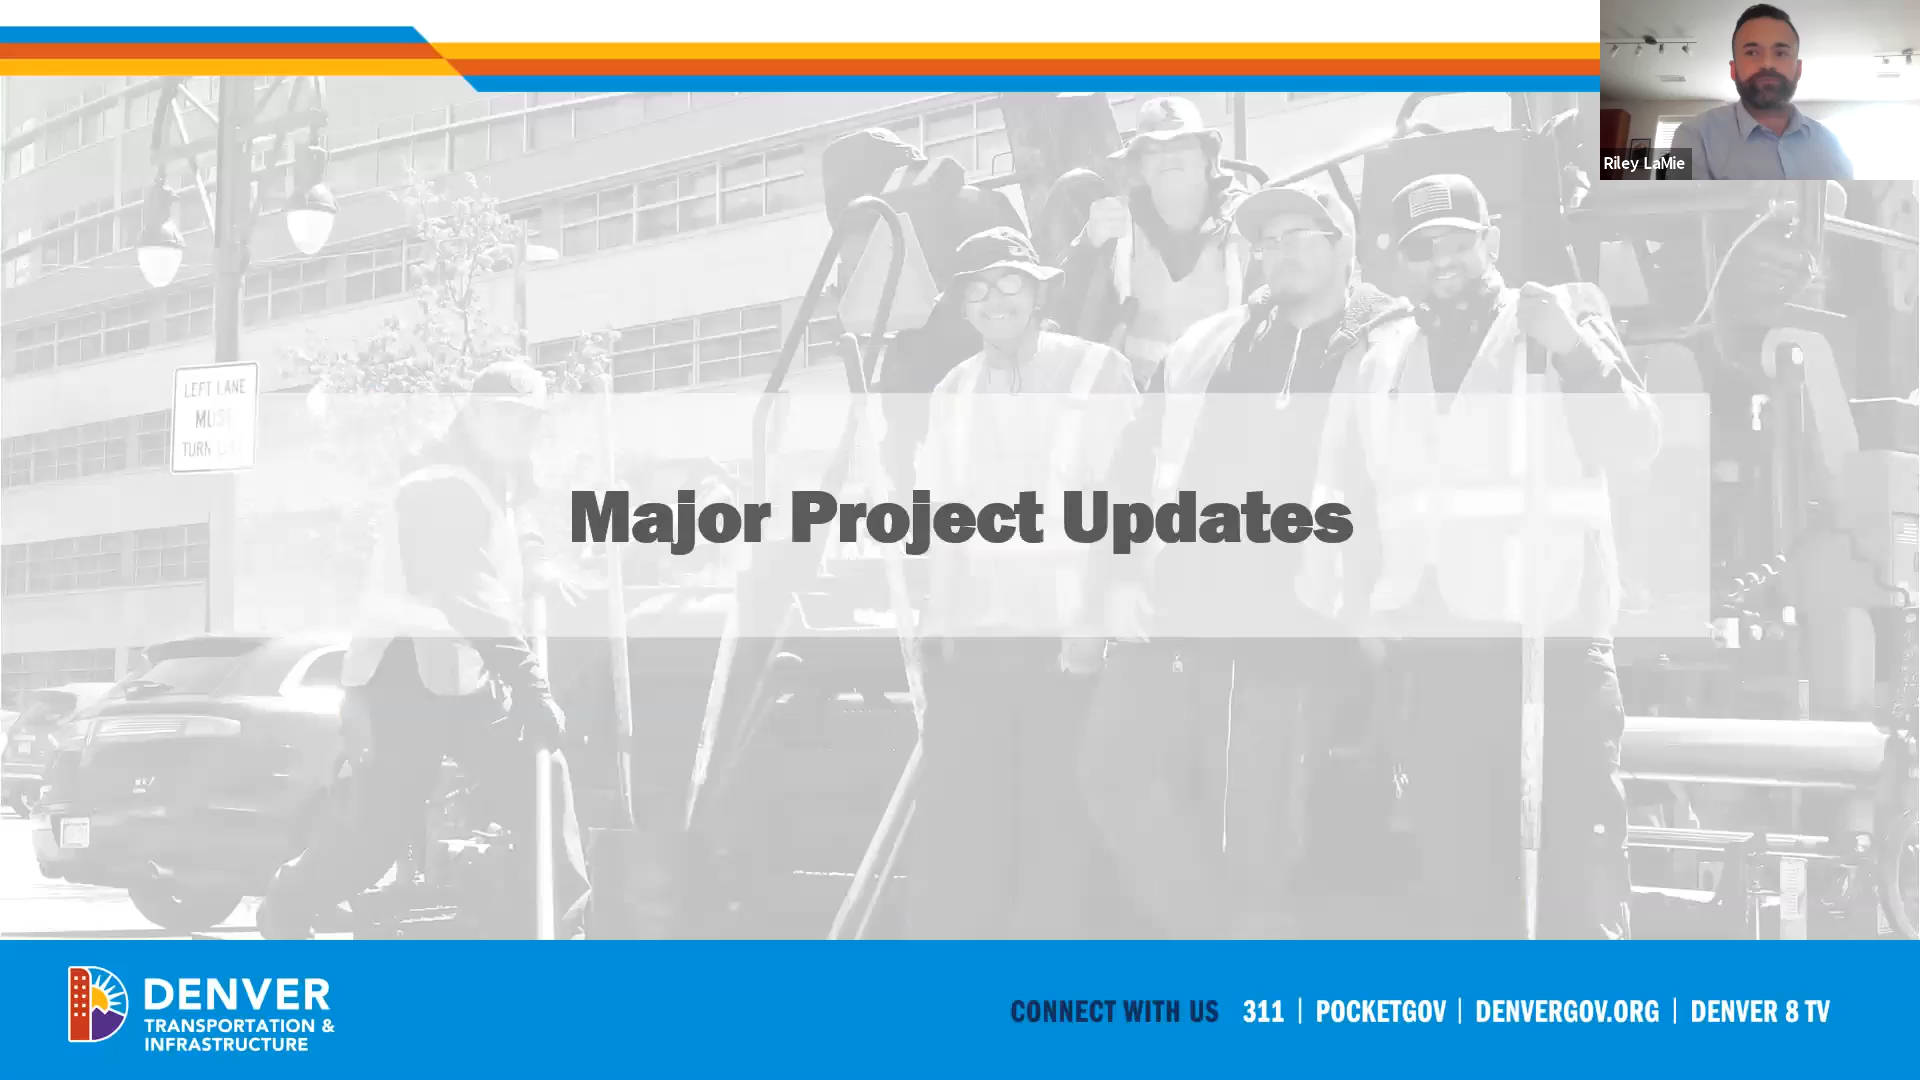 Riley LaMie
LEFT LANE
MUST
TURN
Major Project Updates
DENVER
TRANSPORTATION &
INFRASTRUCTURE
CONNECT WITH US 311 | POCKETGOV | DENVERGOV.ORG | DENVER 8 TV